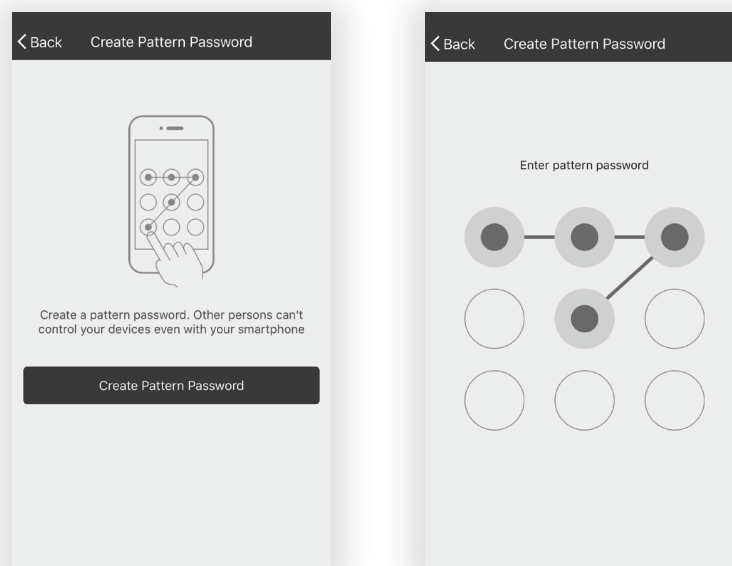 Back Create Pattern Password
Create a pattern password. Other persons can't
control your devices even with your smartphone
Create Pattern Password
Back Create Pattern Password
Enter pattern password